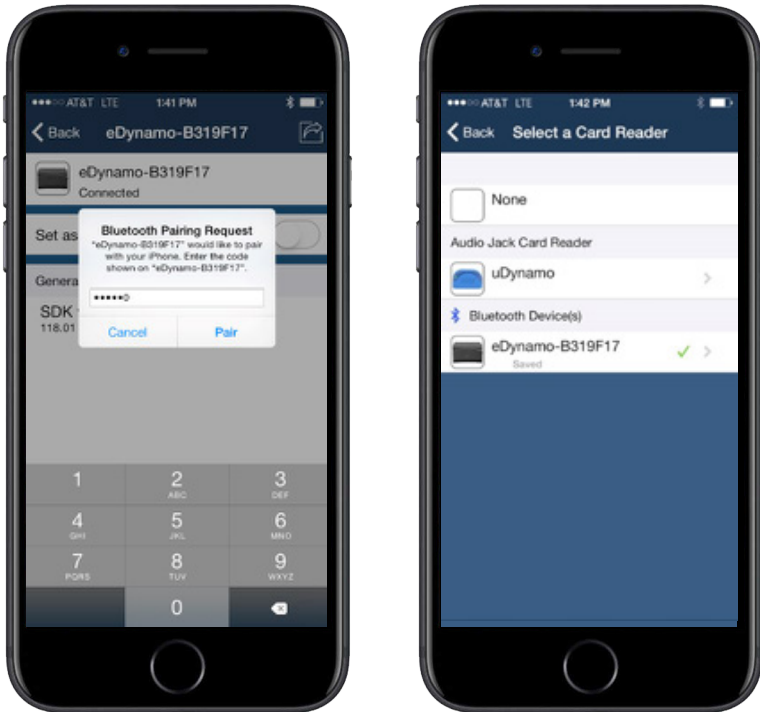 AT&T LTE 1:41 PM
Back eDynamo-B319F17
eDynamo-B319F17
Connected
Set as
Bluetooth Pairing Request
"eDynamo-B319F17" would like to pair
with your iPhone. Enter the code
shown on "eDynamo-B319F17".
•••••0
Cancel Pair
Genera
SDK
118.01
1 2 3
ABC DEF
4 5 6
GHI JKL MNO
7 8 9
PQRS TUV WXYZ
0
AT&T LTE 1:42 PM
Back Select a Card Reader
None
Audio Jack Card Reader
uDynamo
Bluetooth Device(s)
eDynamo-B319F17
Saved